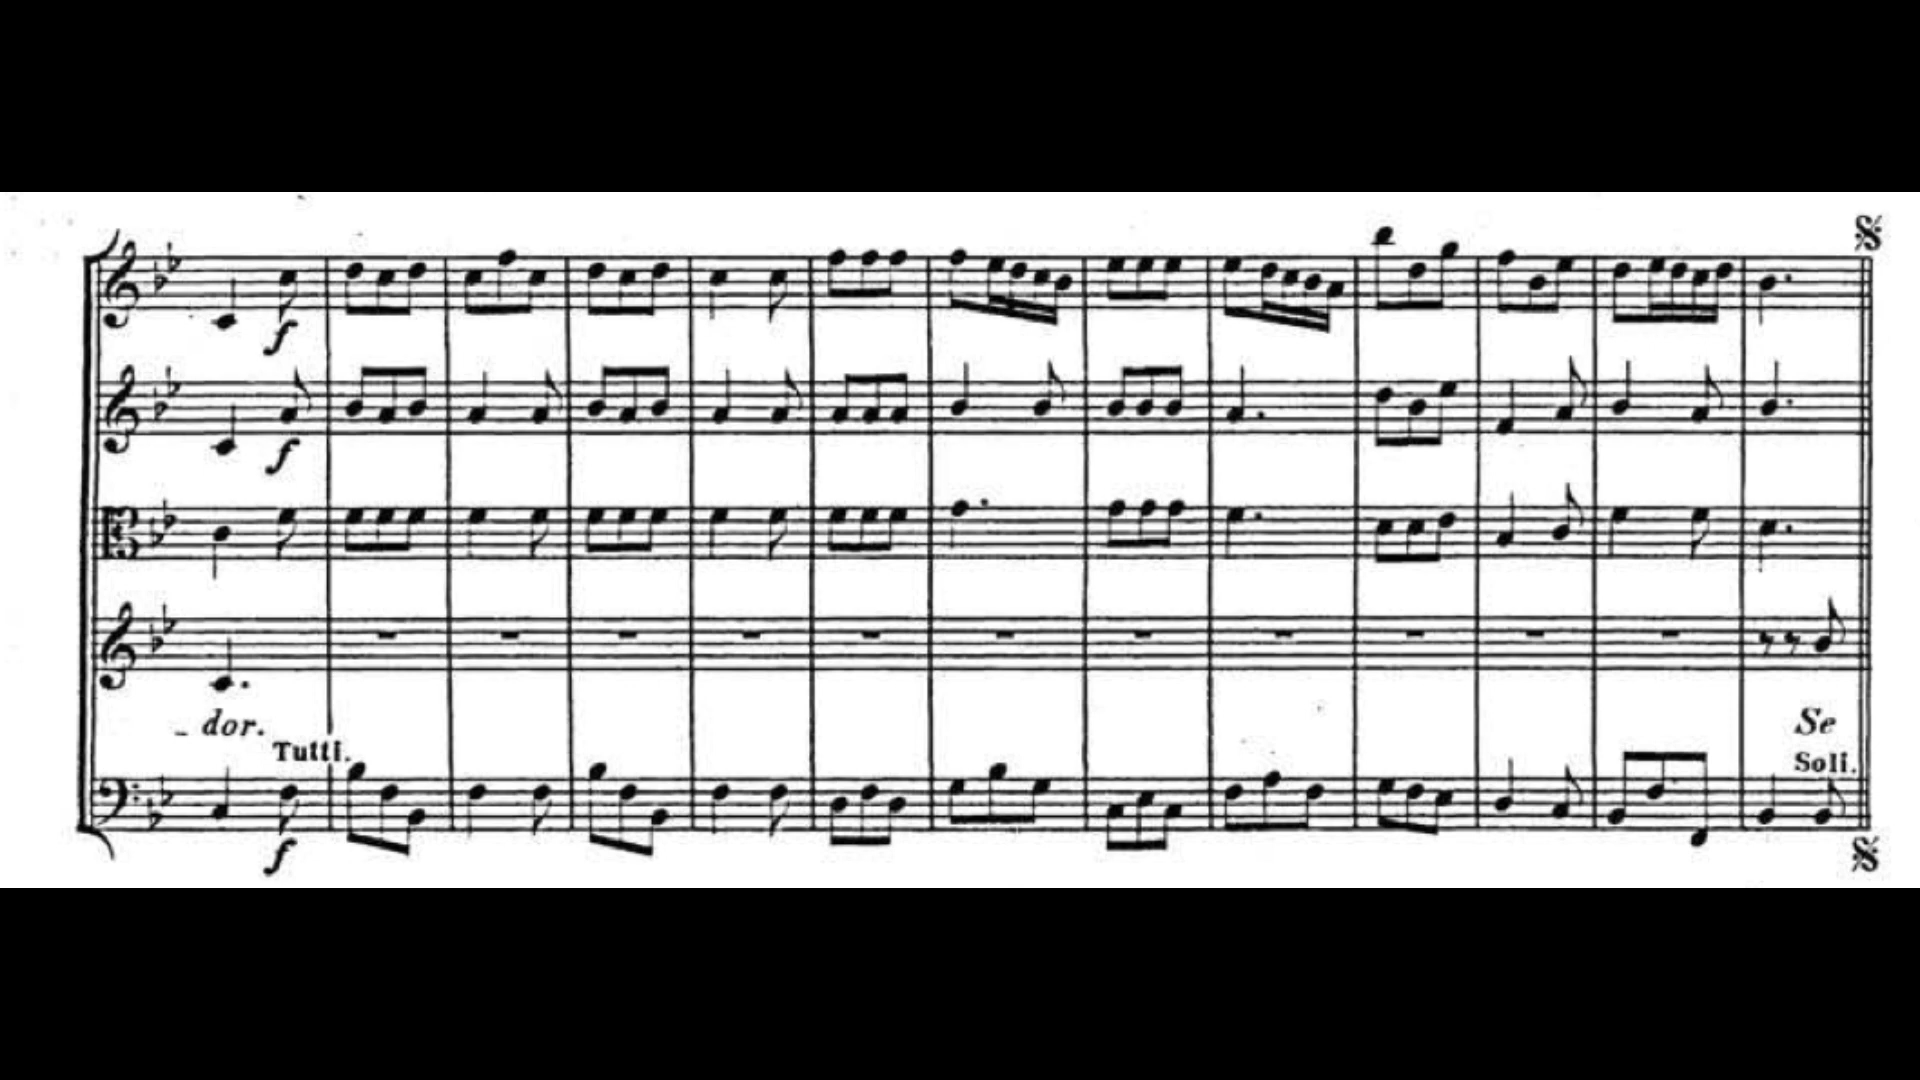 f
f
- dor.
Tutti.
Se
Soli.
f